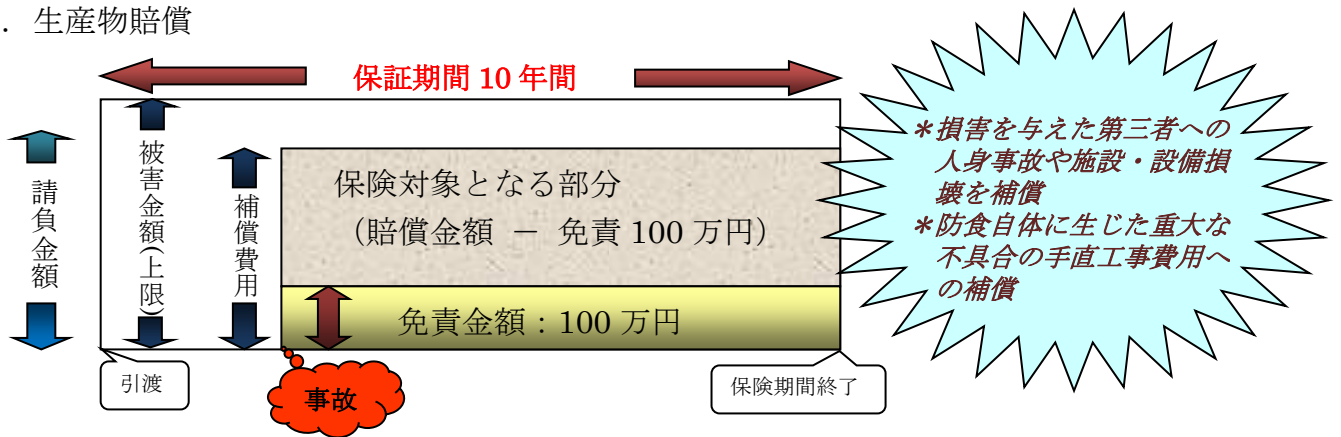 . 生産物賠償
保証期間 10 年間
請負金額
被害金額(上限)
補償費用
保険対象となる部分
（賠償金額 － 免責 100 万円）
免責金額：100 万円
引渡
事故
保険期間終了
＊損害を与えた第三者への
人身事故や施設・設備損
壊を補償
＊防食自体に生じた重大な
不具合の手直工事費用へ
の補償